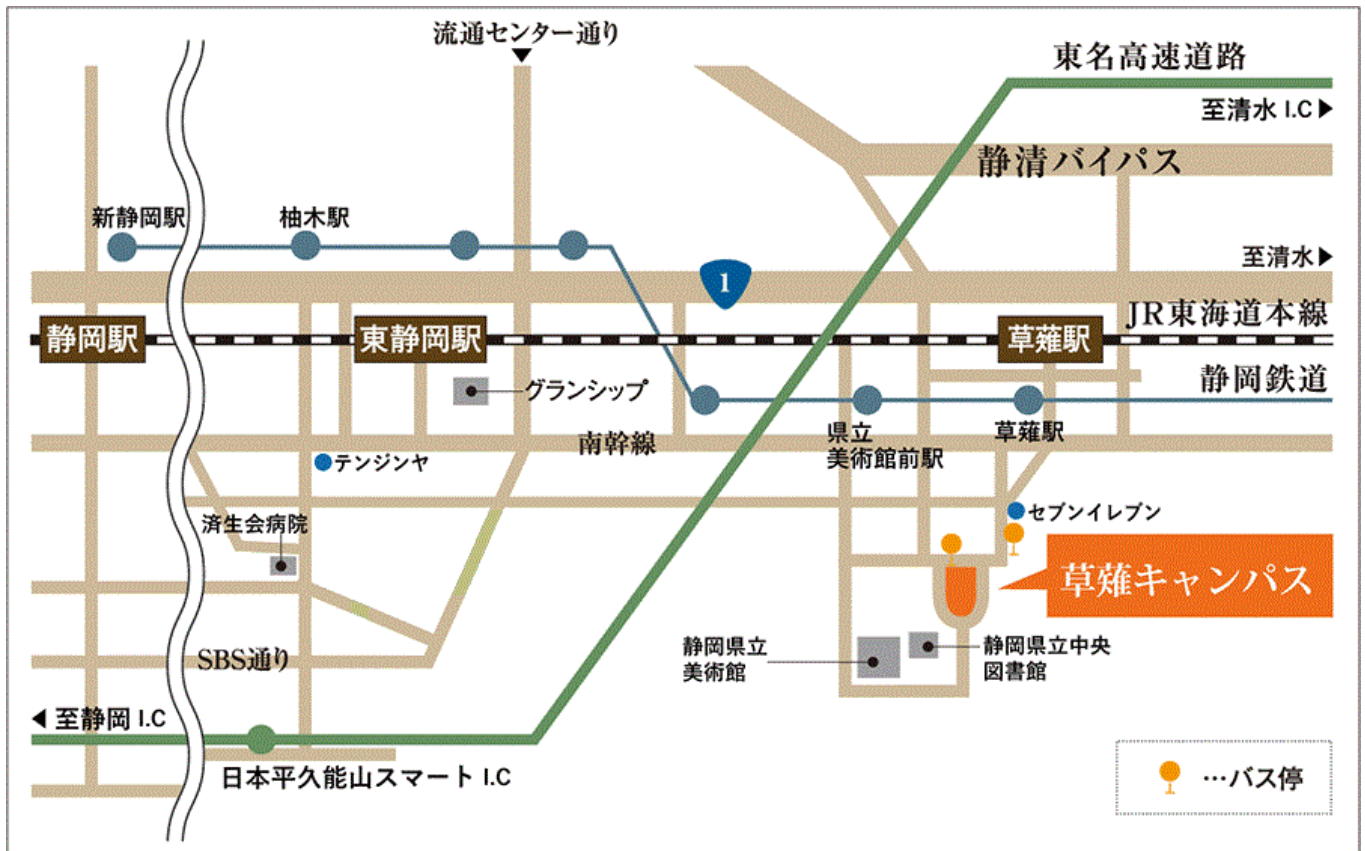 流通センター通り
東名高速道路
至清水 I.C
静清バイパス
新静岡駅
柚木駅
至清水
1
JR東海道本線
静岡駅
東静岡駅
草薙駅
静岡鉄道
グランシップ
南幹線
県立
美術館前駅
草薙駅
テンジンヤ
セブンイレブン
済生会病院
草薙キャンパス
静岡県立
美術館
静岡県立中央
図書館
SBS通り
至静岡 I.C
日本平久能山スマート I.C
…バス停